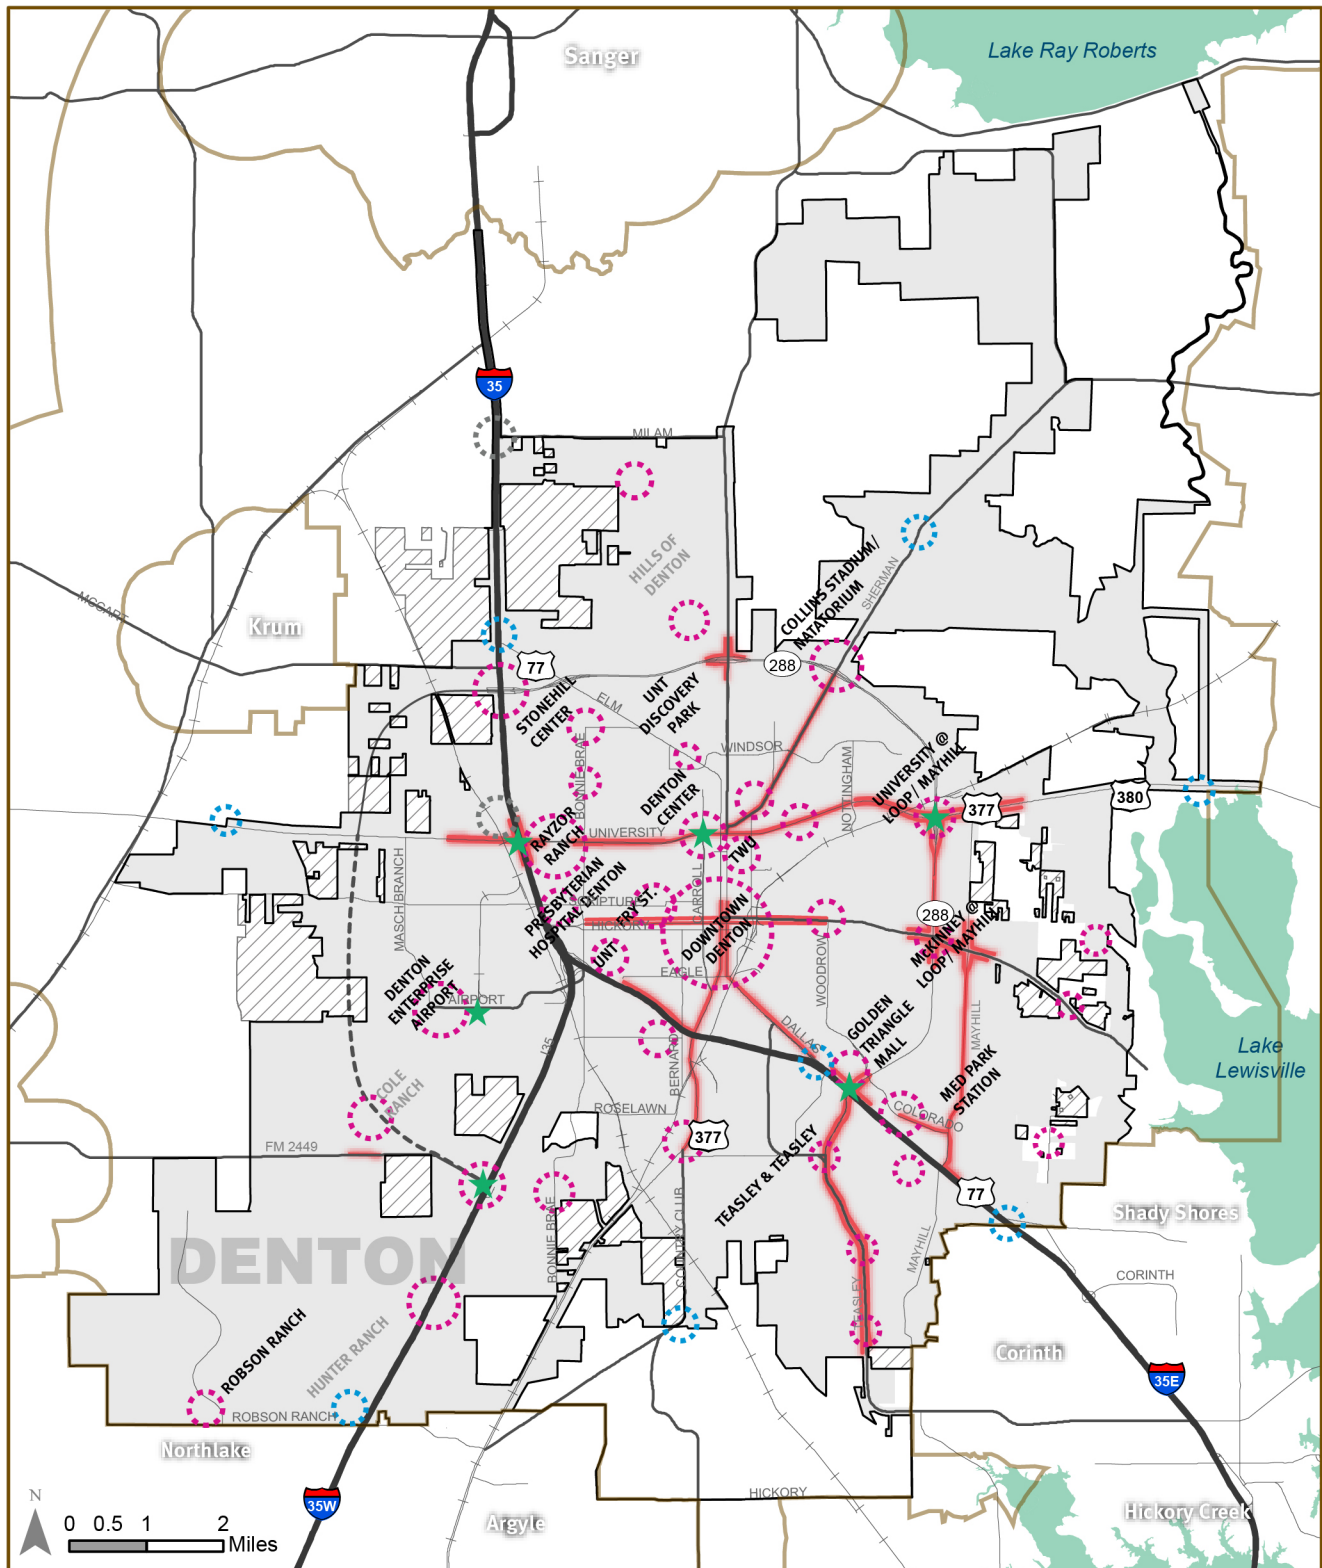 Sanger
Lake Ray Roberts
35
MILAM
HILLS OF
DENTON
COLLINS STADIUM/
NATATORIUM
SHERMAN
MCCART
Krum
77
288
STONEHILL
CENTER
ELM
UNT
DISCOVERY
PARK
WINDSOR
BONNIE BRAE
NOTTINGHAM
UNIVERSITY @
LOOP / MAYHILL
DENTON
CENTER
377
380
RAYZOR
RANCH
UNIVERSITY
TWU
MASCH BRANCH
PRESBYTERIAN
HOSPITAL DENTON
SCRIPTURE
FRY ST.
CARROLL
HICKORY
DOWNTOWN
DENTON
288
McKINNEY @
LOOP / MAYHILL
UNT
EAGLE
WOODROW
DENTON
ENTERPRISE
AIRPORT
AIRPORT
I35
DALLAS
GOLDEN
TRIANGLE
MALL
MAYHILL
BERNARD
MED PARK
STATION
Lake
Lewisville
COLE
RANCH
ROSELAWN
COLORADO
FM 2449
377
TEASLEY & TEASLEY
77
Shady Shores
DENTON
BONNIE BRAE
COUNTRY CLUB
MAYHILL
TEASLEY
CORINTH
ROBSON RANCH
HUNTER RANCH
Corinth
35E
ROBSON RANCH
Northlake
35W
HICKORY
Argyle
Hickory Creek
N
0 0.5 1 2
Miles